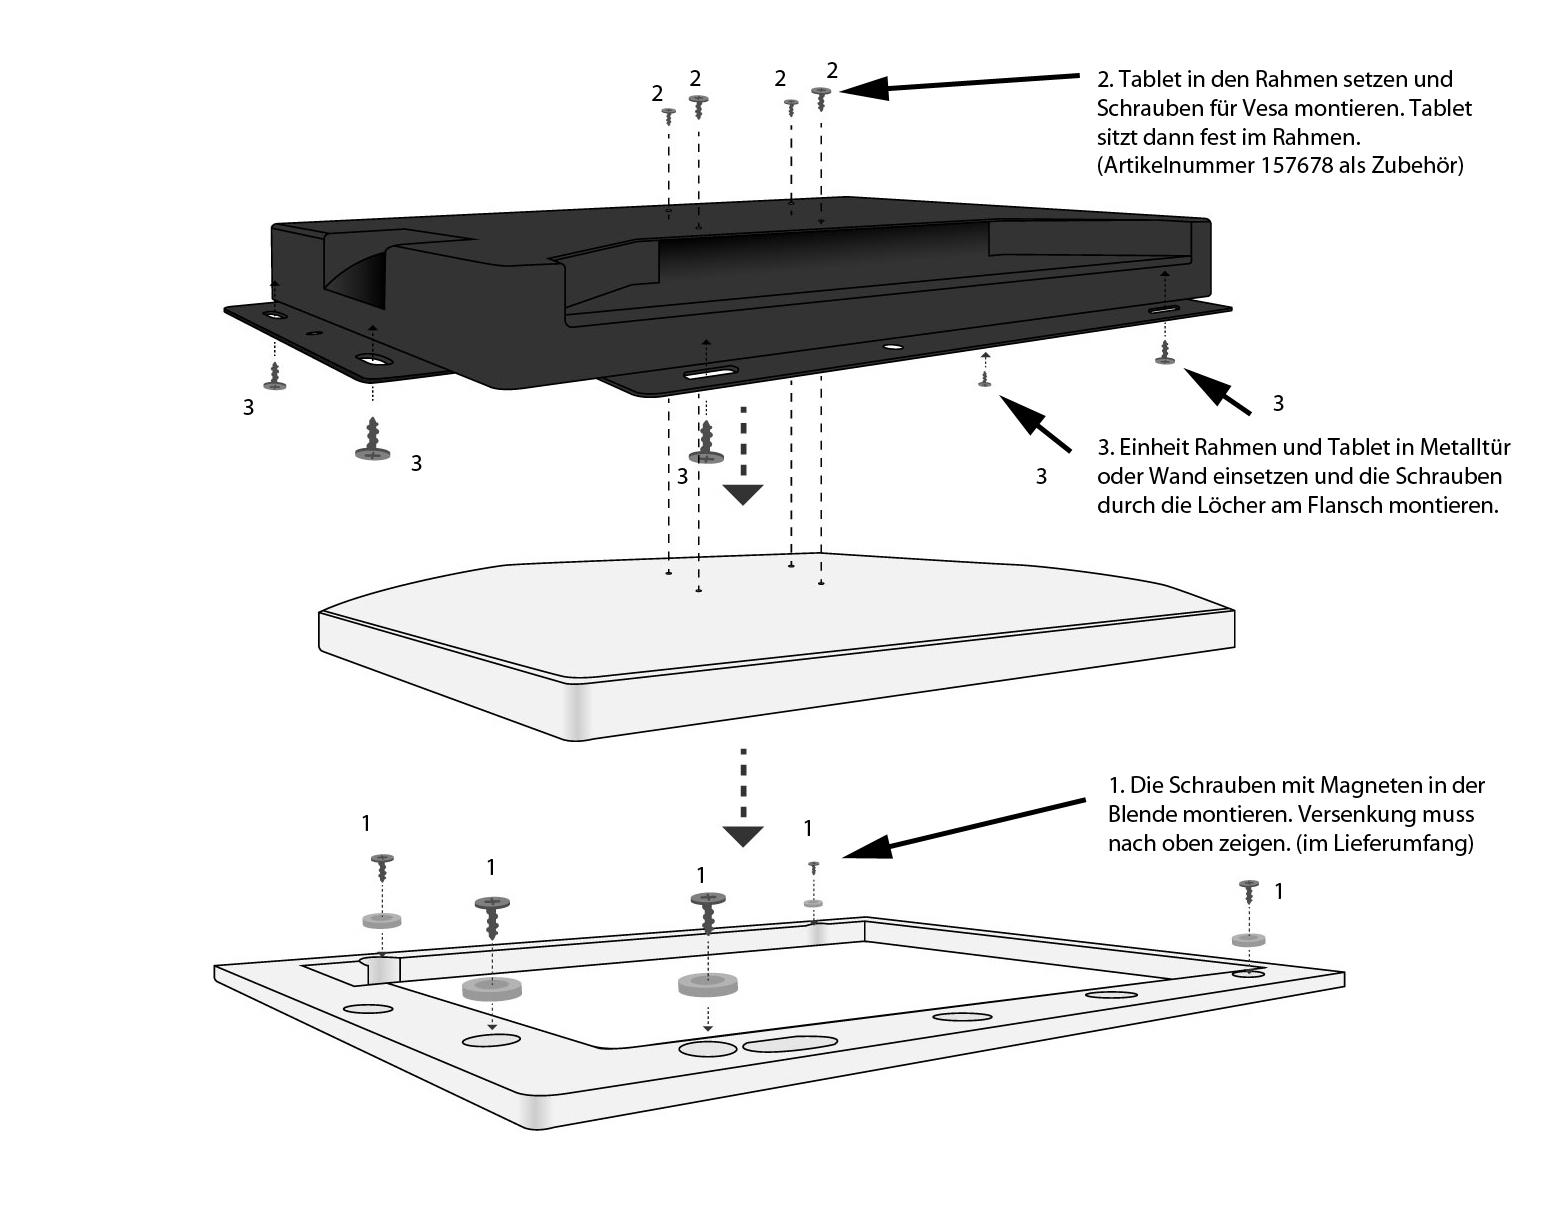 2
2
2
2
2. Tablet in den Rahmen setzen und
Schrauben für Vesa montieren. Tablet
sitzt dann fest im Rahmen.
(Artikelnummer 157678 als Zubehör)
3
3
3
3
3
3. Einheit Rahmen und Tablet in Metalltür
oder Wand einsetzen und die Schrauben
durch die Löcher am Flansch montieren.
1. Die Schrauben mit Magneten in der
Blende montieren. Versenkung muss
nach oben zeigen. (im Lieferumfang)
1
1
1
1
1